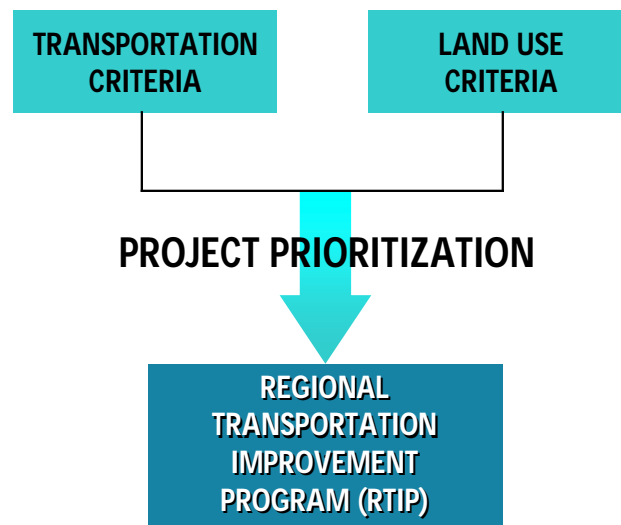 TRANSPORTATION
CRITERIA
LAND USE
CRITERIA
PROJECT PRIORITIZATION
REGIONAL
TRANSPORTATION
IMPROVEMENT
PROGRAM (RTIP)